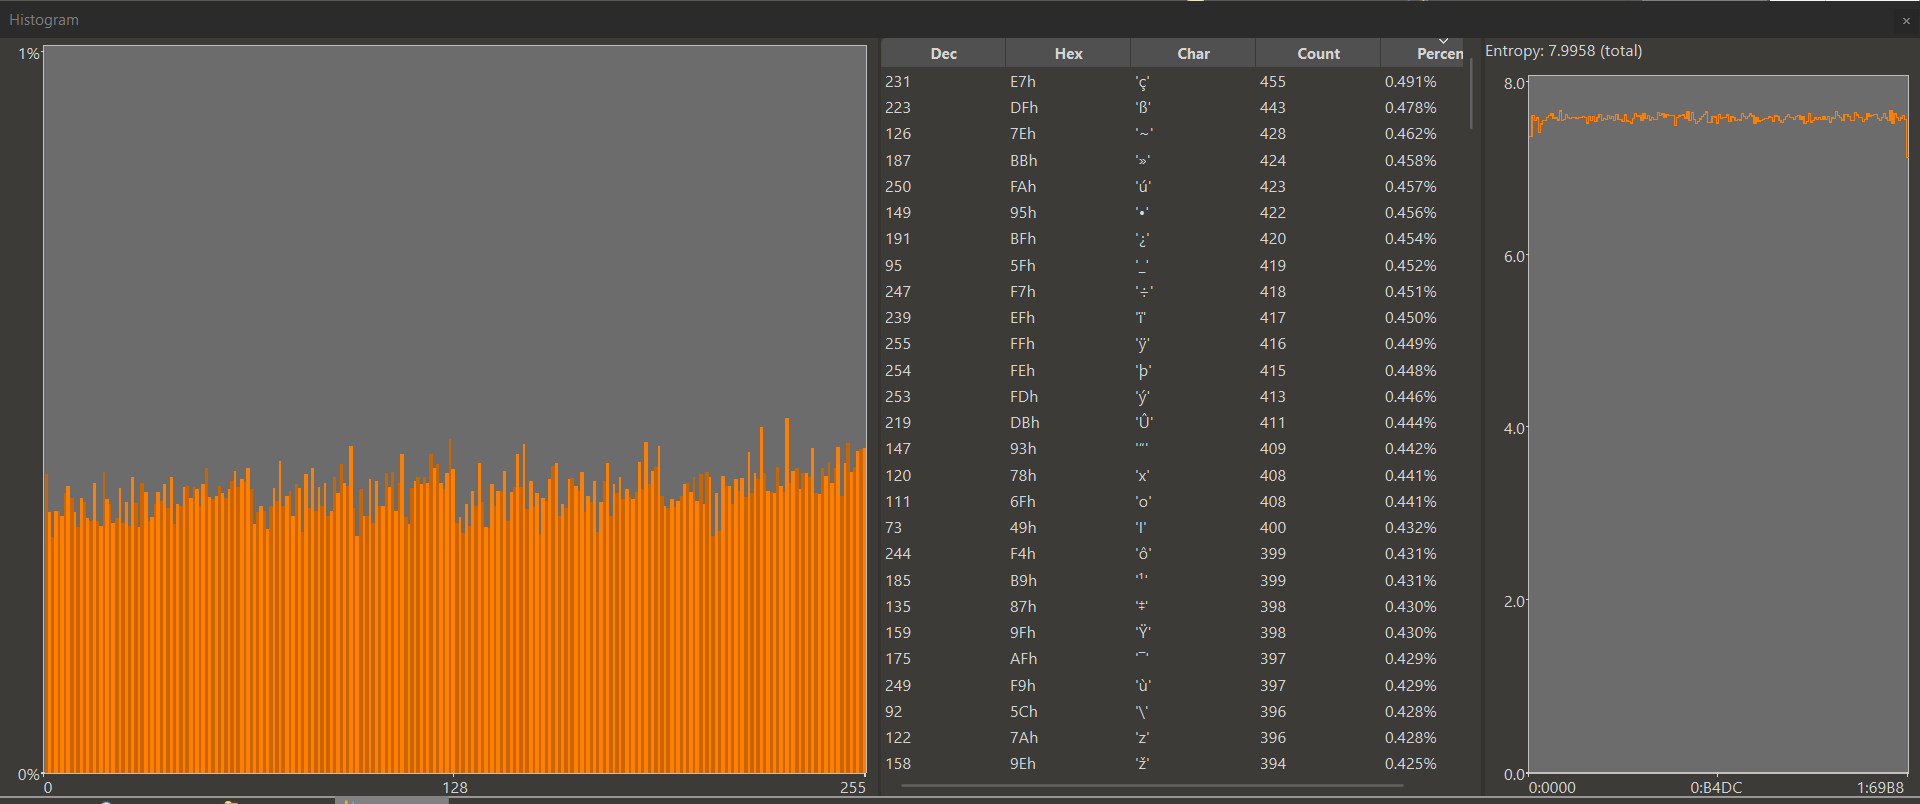 Histogram
×
1%
0%
0
128
255
Dec Hex Char Count Percen
231 E7h 'ç' 455 0.491%
223 DFh 'ß' 443 0.478%
126 7Eh '~' 428 0.462%
187 BBh '»' 424 0.458%
250 FAh 'ú' 423 0.457%
149 95h '•' 422 0.456%
191 BFh '¿' 420 0.454%
95 5Fh '_' 419 0.452%
247 F7h '÷' 418 0.451%
239 EFh 'ï' 417 0.450%
255 FFh 'ÿ' 416 0.449%
254 FEh 'þ' 415 0.448%
253 FDh 'ý' 413 0.446%
219 DBh 'Û' 411 0.444%
147 93h '“' 409 0.442%
120 78h 'x' 408 0.441%
111 6Fh 'o' 408 0.441%
73 49h 'I' 400 0.432%
244 F4h 'ô' 399 0.431%
185 B9h '¹' 399 0.431%
135 87h '‡' 398 0.430%
159 9Fh 'Ÿ' 398 0.430%
175 AFh '¯' 397 0.429%
249 F9h 'ù' 397 0.429%
92 5Ch '\' 396 0.428%
122 7Ah 'z' 396 0.428%
158 9Eh 'ž' 394 0.425%
Entropy: 7.9958 (total)
8.0
6.0
4.0
2.0
0.0
0:0000
0:B4DC
1:69B8